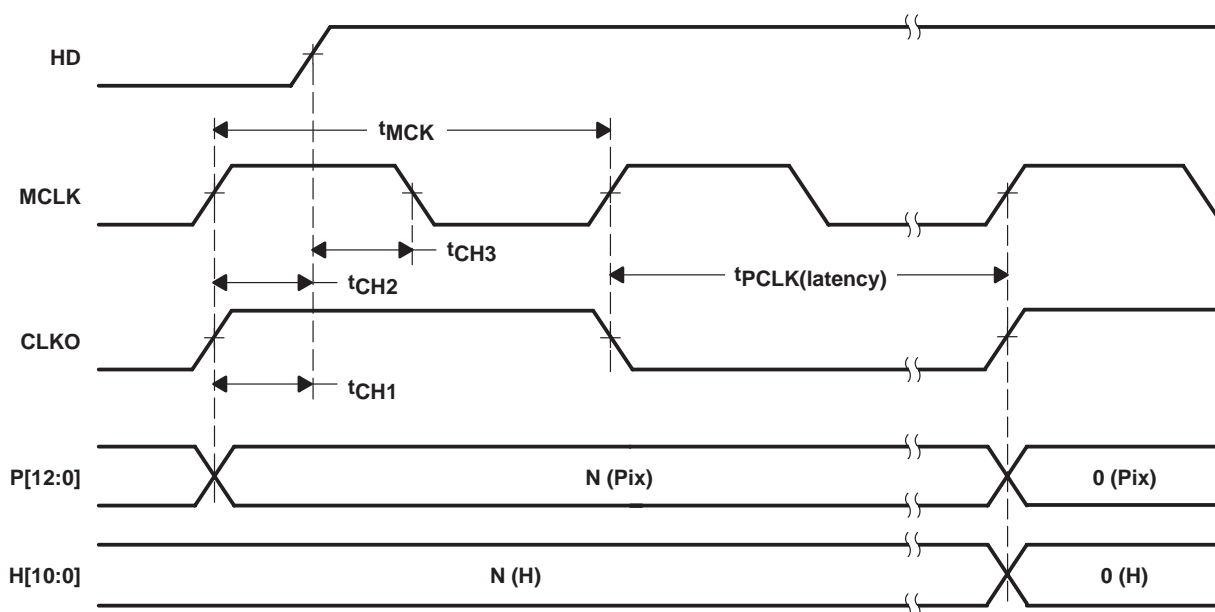 HD
tMCK
MCLK
tCH3
tCH2
tPCLK(latency)
CLKO
tCH1
P[12:0]
N (Pix)
0 (Pix)
H[10:0]
N (H)
0 (H)